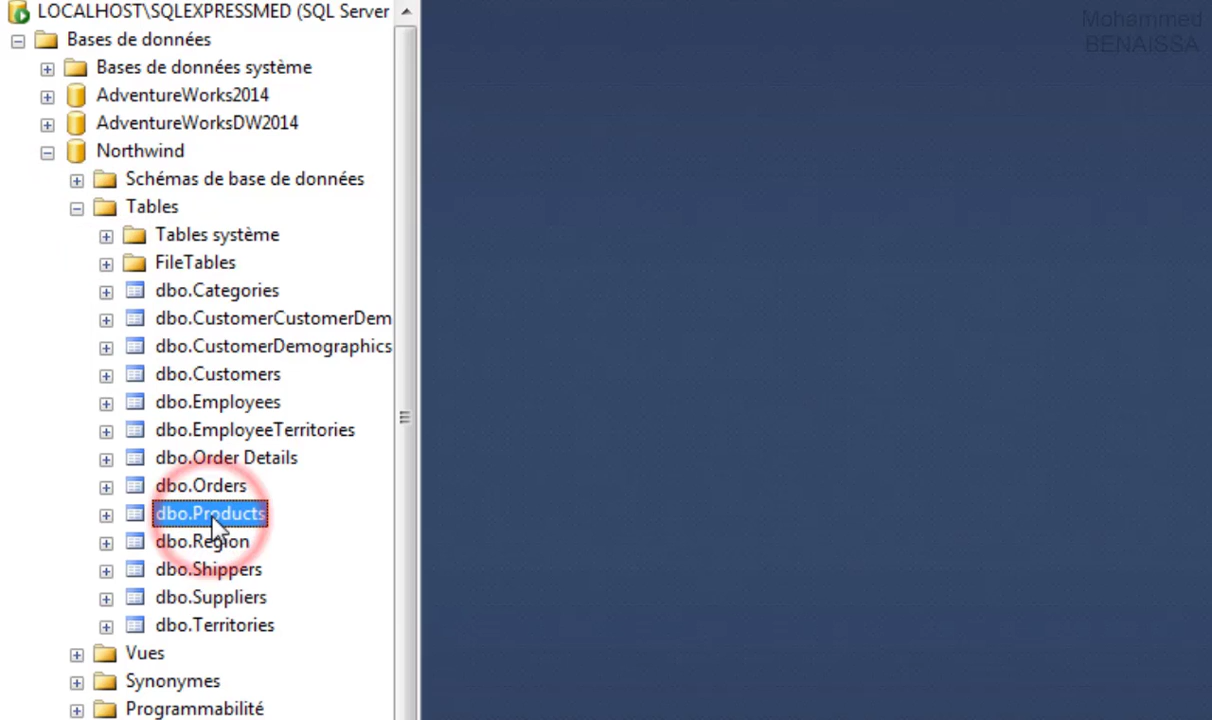 LOCALHOST\SQLEXPRESSMED (SQL Server
Mohammed
BENAiSSA
Bases de données
Bases de données système
AdventureWorks2014
AdventureWorksDW2014
Northwind
Schémas de base de données
Tables
Tables système
FileTables
dbo.Categories
dbo.CustomerCustomerDem
dbo.CustomerDemographics
dbo.Customers
dbo.Employees
dbo.EmployeeTerritories
dbo.Order Details
dbo.Orders
dbo.Products
dbo.Region
dbo.Shippers
dbo.Suppliers
dbo.Territories
Vues
Synonymes
Programmabilité